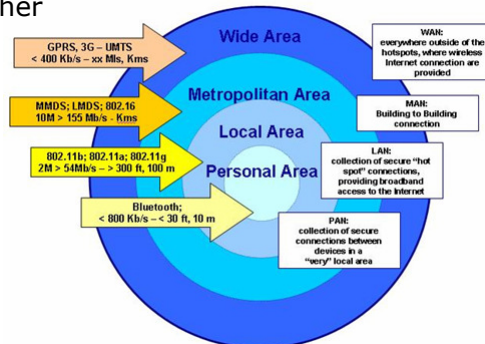 her
Wide Area
GPRS, 3G – UMTS
< 400 Kb/s – xx Mls, Kms
WAN:
everywhere outside of the
hotspots, where wireless
Internet connection are
provided
Metropolitan Area
MMDS; LMDS; 802.16
10M > 155 Mb/s - Kms
MAN:
Building to Building
connection
Local Area
802.11b; 802.11a; 802.11g
2M > 54Mb/s – > 300 ft, 100 m
LAN:
collection of secure "hot
spot" connections,
providing broadband
access to the Internet
Personal Area
Bluetooth;
< 800 Kb/s – < 30 ft, 10 m
PAN:
collection of secure
connections between
devices in a
"very" local area